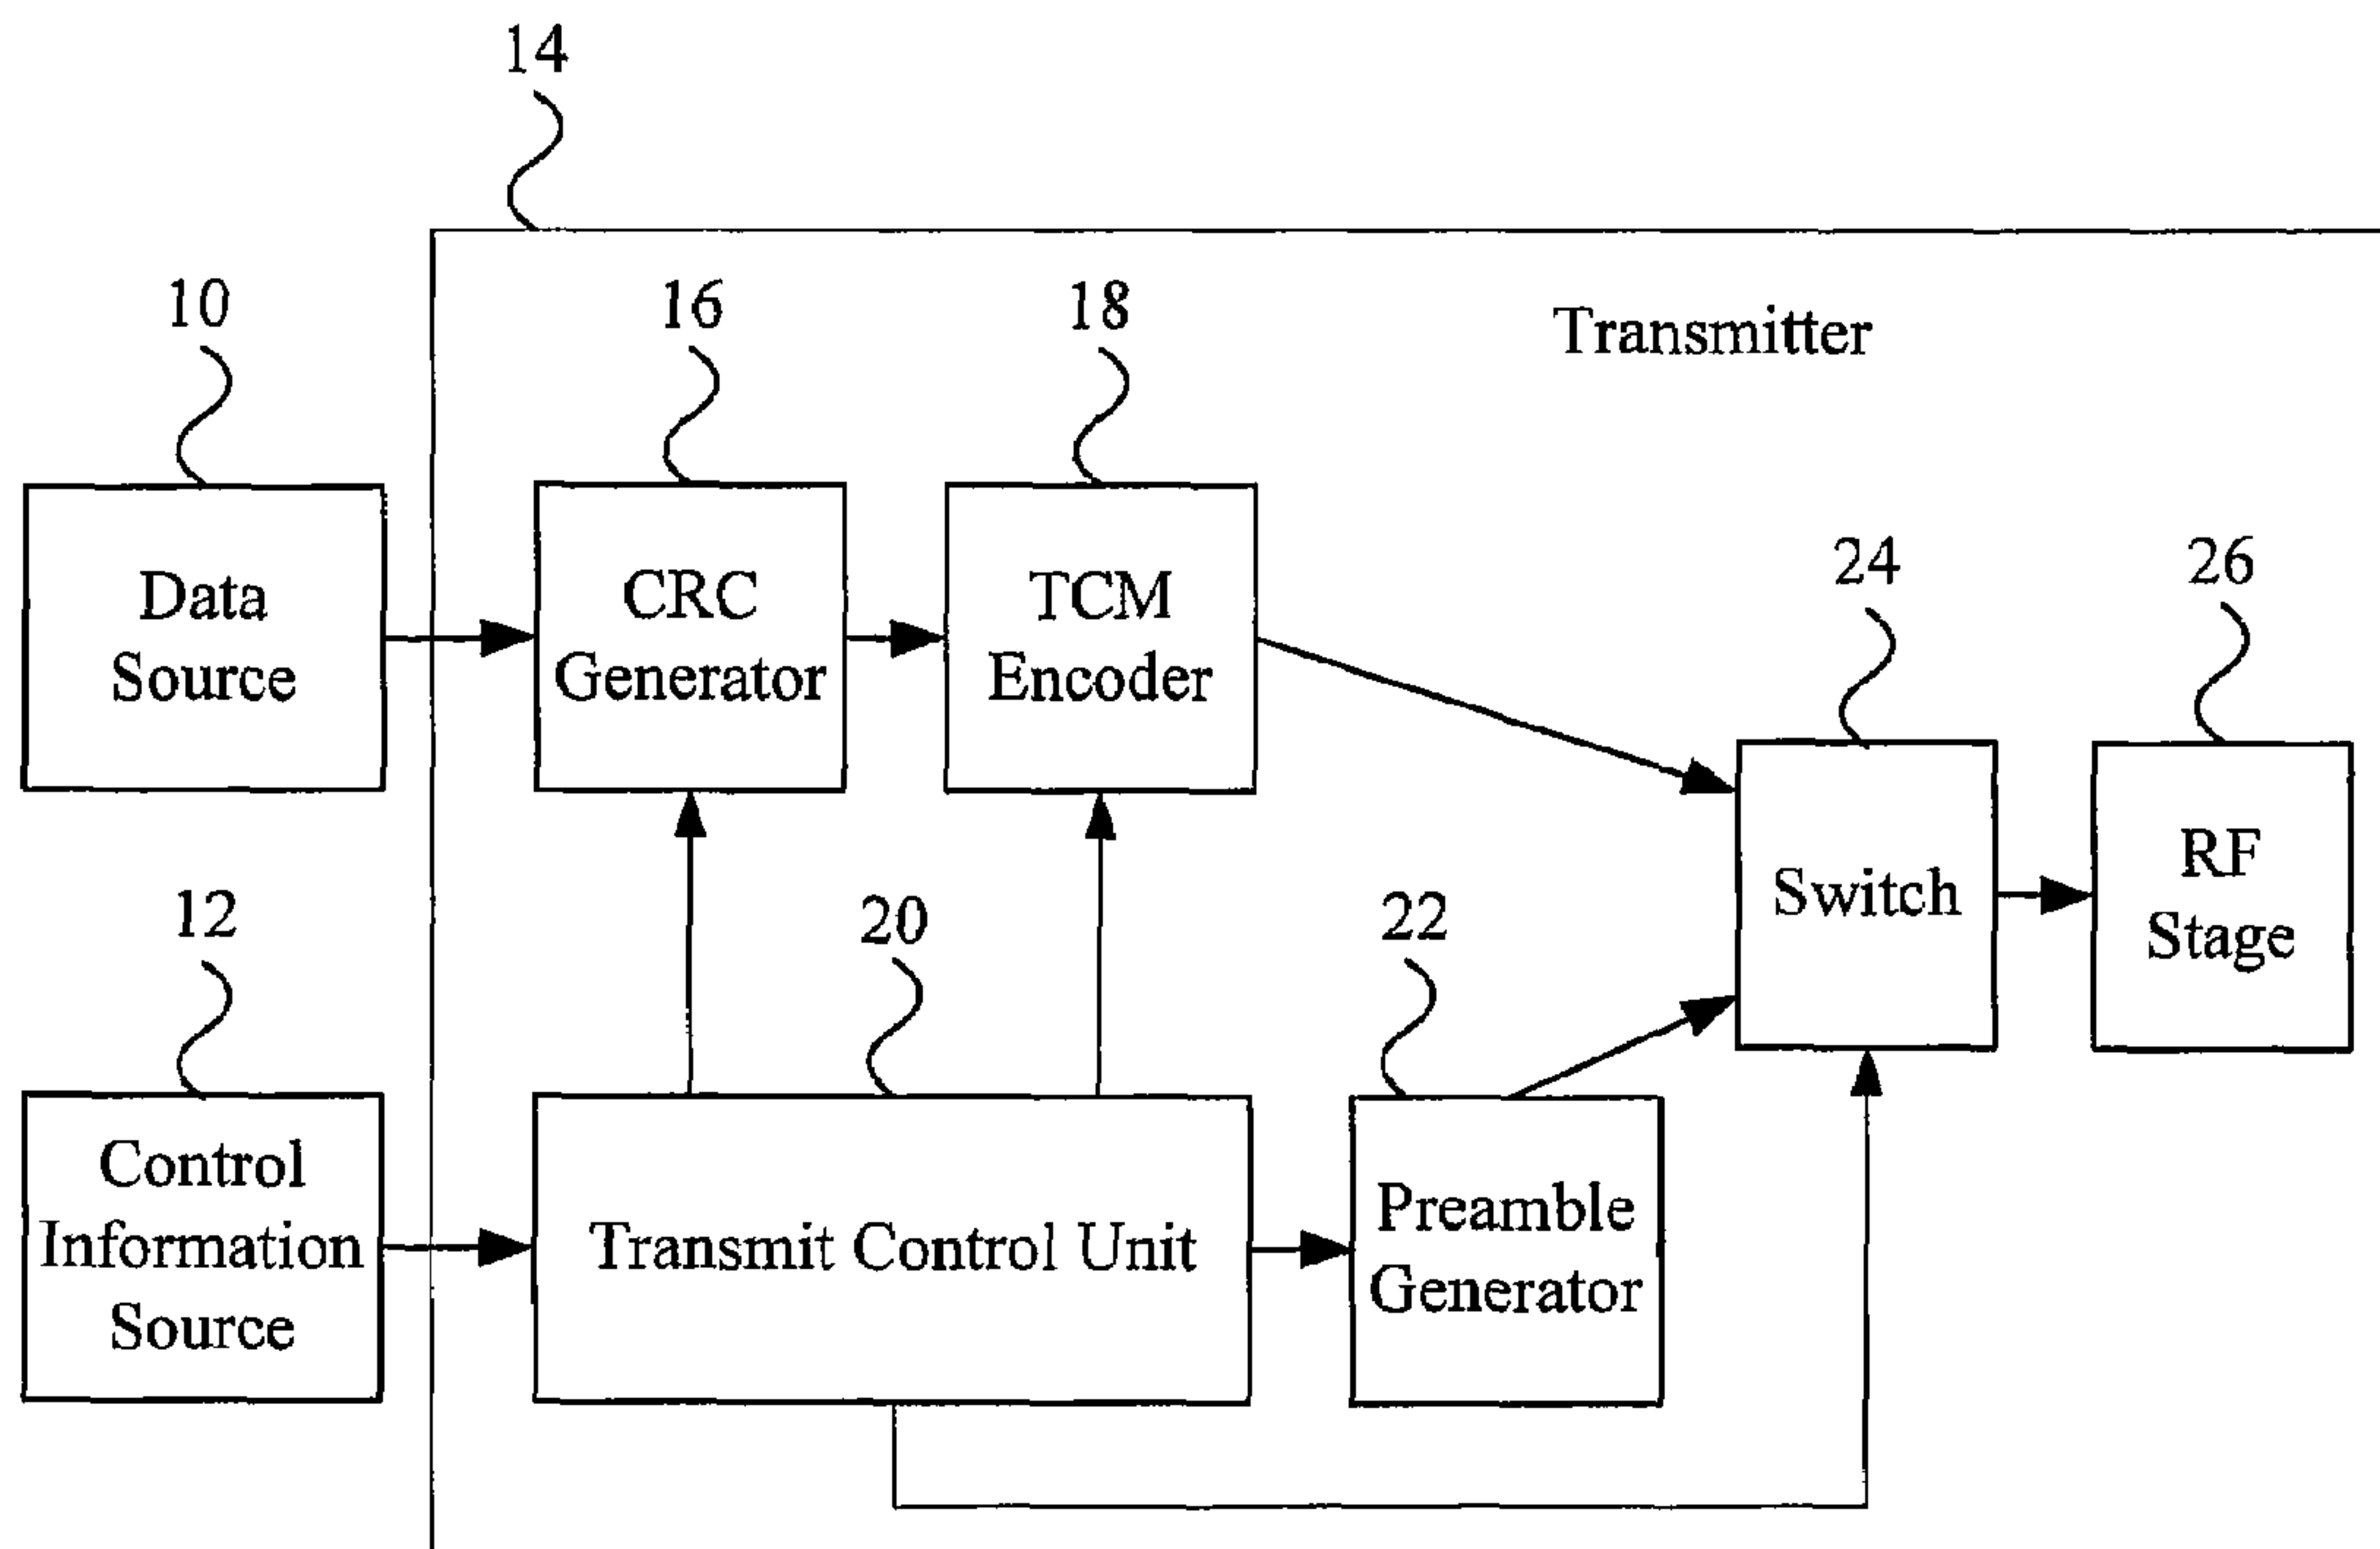 14
10
16
18
Transmitter
Data
Source
CRC
Generator
TCM
Encoder
24
26
Switch
RF
Stage
12
20
22
Control
Information
Source
Transmit Control Unit
Preamble
Generator